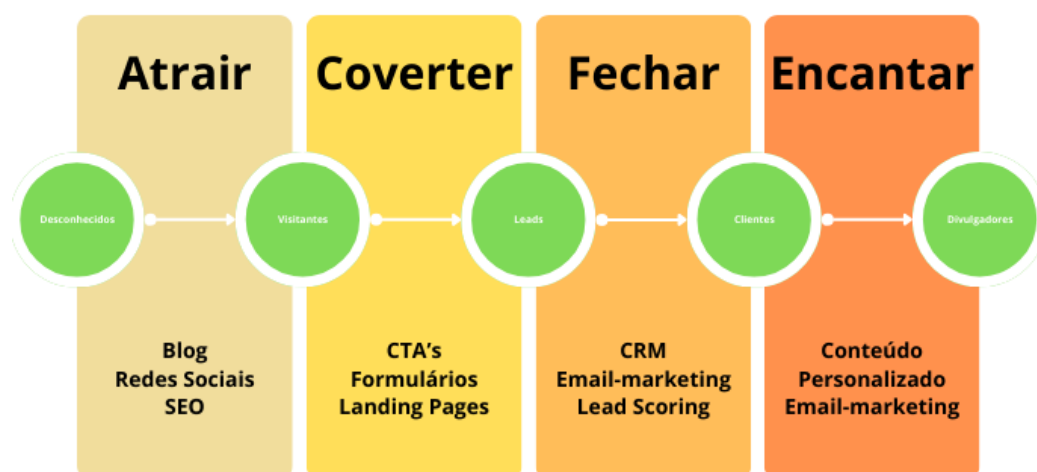 Atrair
Coverter
Fechar
Encantar
Desconhecidos
Visitantes
Leads
Clientes
Divulgadores
Blog
Redes Sociais
SEO
CTA’s
Formulários
Landing Pages
CRM
Email-marketing
Lead Scoring
Conteúdo
Personalizado
Email-marketing